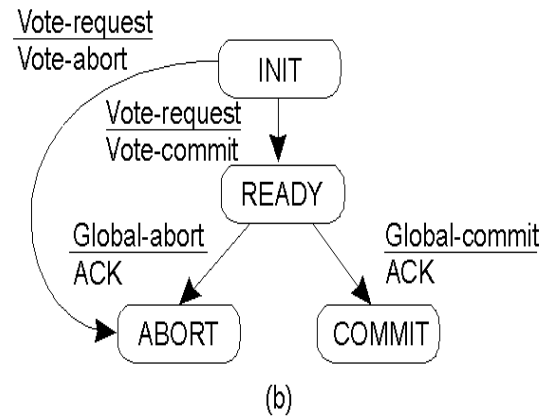 Vote-request
Vote-abort
INIT
Vote-request
Vote-commit
READY
Global-abort
ACK
Global-commit
ACK
ABORT
COMMIT
(b)